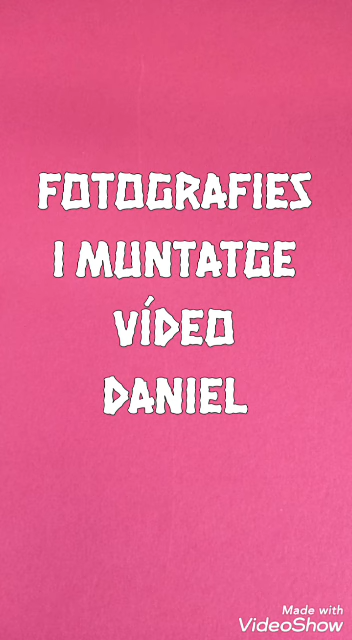 FOTOGRAFIES
I MUNTATGE
VÍDEO
DANIEL
Made with
VideoShow